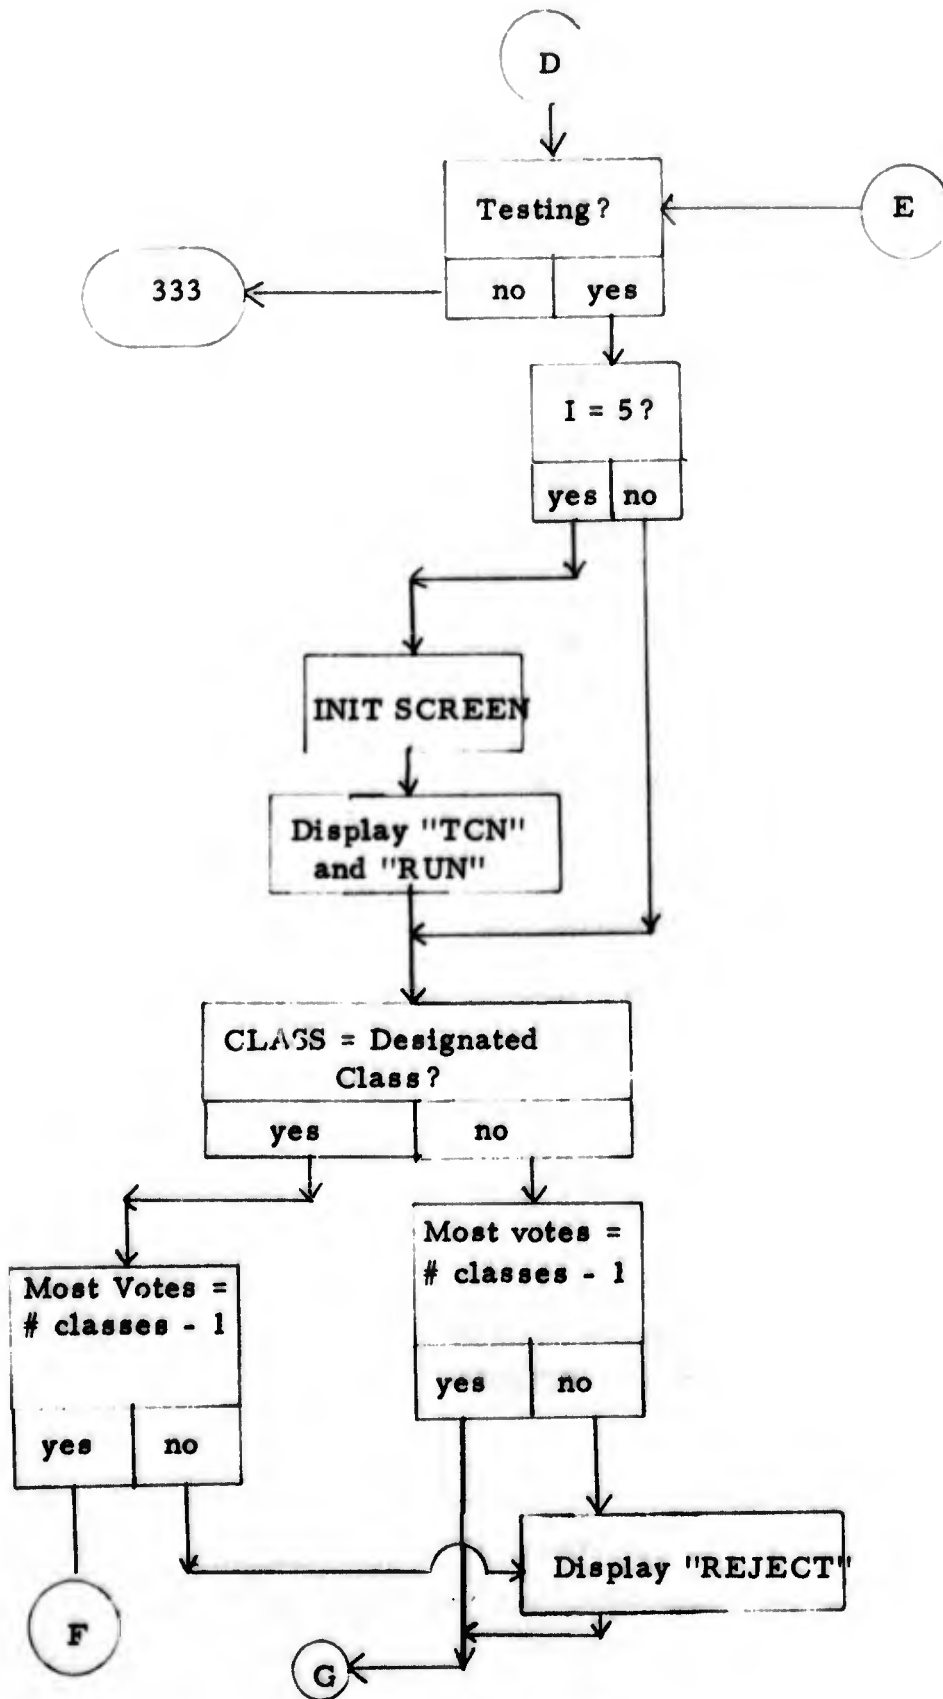 D
Testing?
E
no yes
333
I = 5?
yes no
INIT SCREEN
Display "TCN"
and "RUN"
CLASS = Designated
Class?
yes no
Most votes =
# classes - 1
Most Votes =
# classes - 1
yes no
yes no
Display "REJECT"
F
G